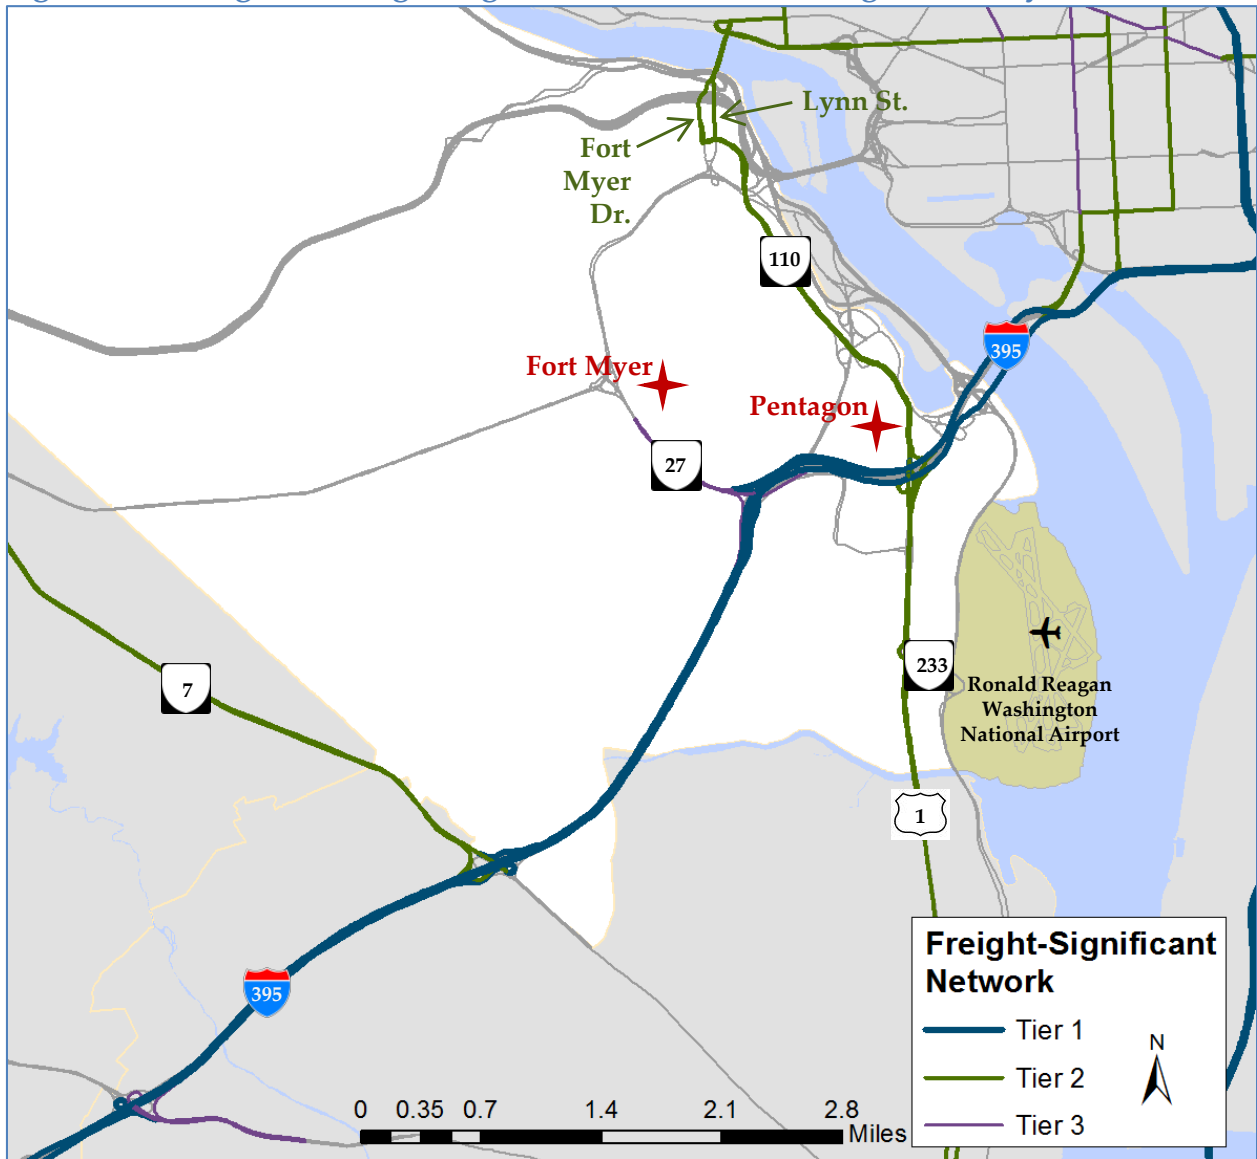 Lynn St.
Fort
Myer
Dr.
110
395
Fort Myer
Pentagon
27
7
233
Ronald Reagan
Washington
National Airport
1
395
Freight-Significant
Network
Tier 1
Tier 2
Tier 3
N
0 0.35 0.7 1.4 2.1 2.8
Miles